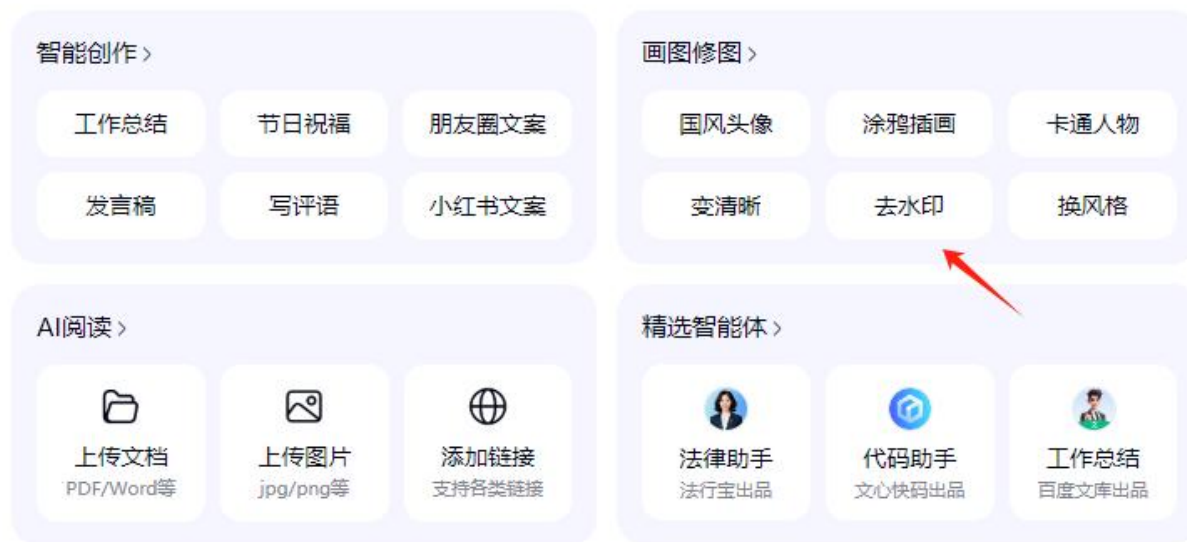 智能创作>
工作总结 节日祝福 朋友圈文案
发言稿 写评语 小红书文案
画图修图>
国风头像 涂鸦插画 卡通人物
变清晰 去水印 换风格
AI阅读>
上传文档 上传图片 添加链接
PDF/Word等 jpg/png等 支持各类链接
精选智能体>
法律助手 代码助手 工作总结
法行宝出品 文心快码出品 百度文库出品